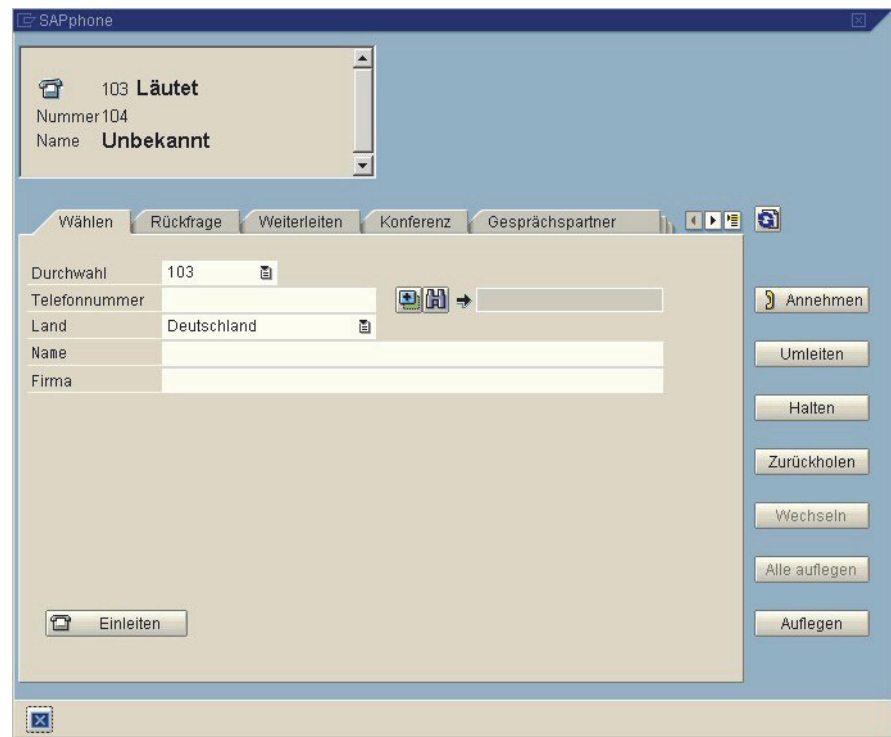 SAPphone
103 Läutet
Nummer 104
Name Unbekannt
Wählen Rückfrage Weiterleiten Konferenz Gesprächspartner
Durchwahl 103
Telefonnummer
Land Deutschland
Name
Firma
Annehmen
Umleiten
Halten
Zurückholen
Wechseln
Alle auflegen
Einleiten
Auflegen